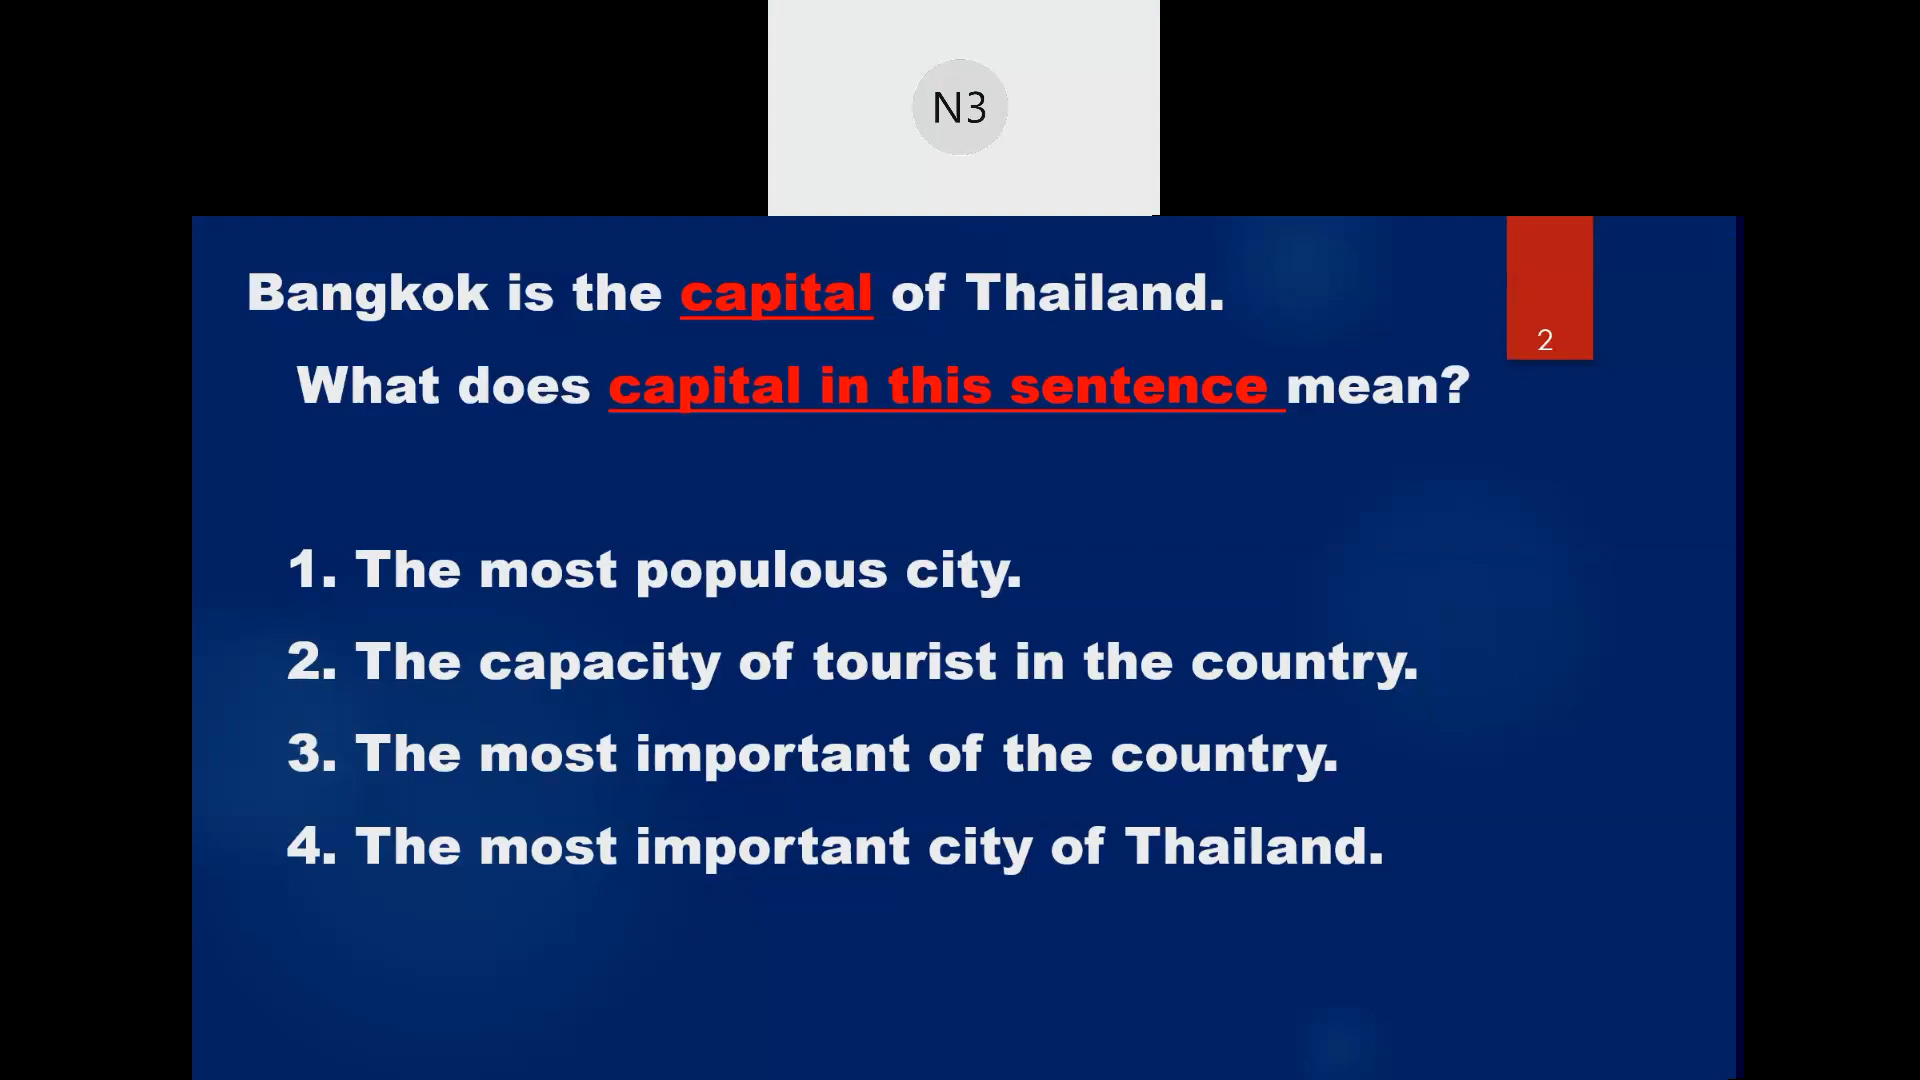 N3
Bangkok is the capital of Thailand.
2
What does capital in this sentence mean?
1. The most populous city.
2. The capacity of tourist in the country.
3. The most important of the country.
4. The most important city of Thailand.